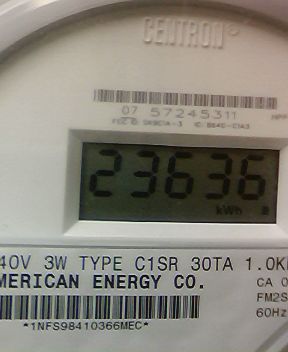 CENTRON®
07 57245311
23636
kWh
40V 3W TYPE C1SR 30TA 1.0K
MERICAN ENERGY CO.
CA 0
FM2S
60Hz
*1NFS98410366MEC*